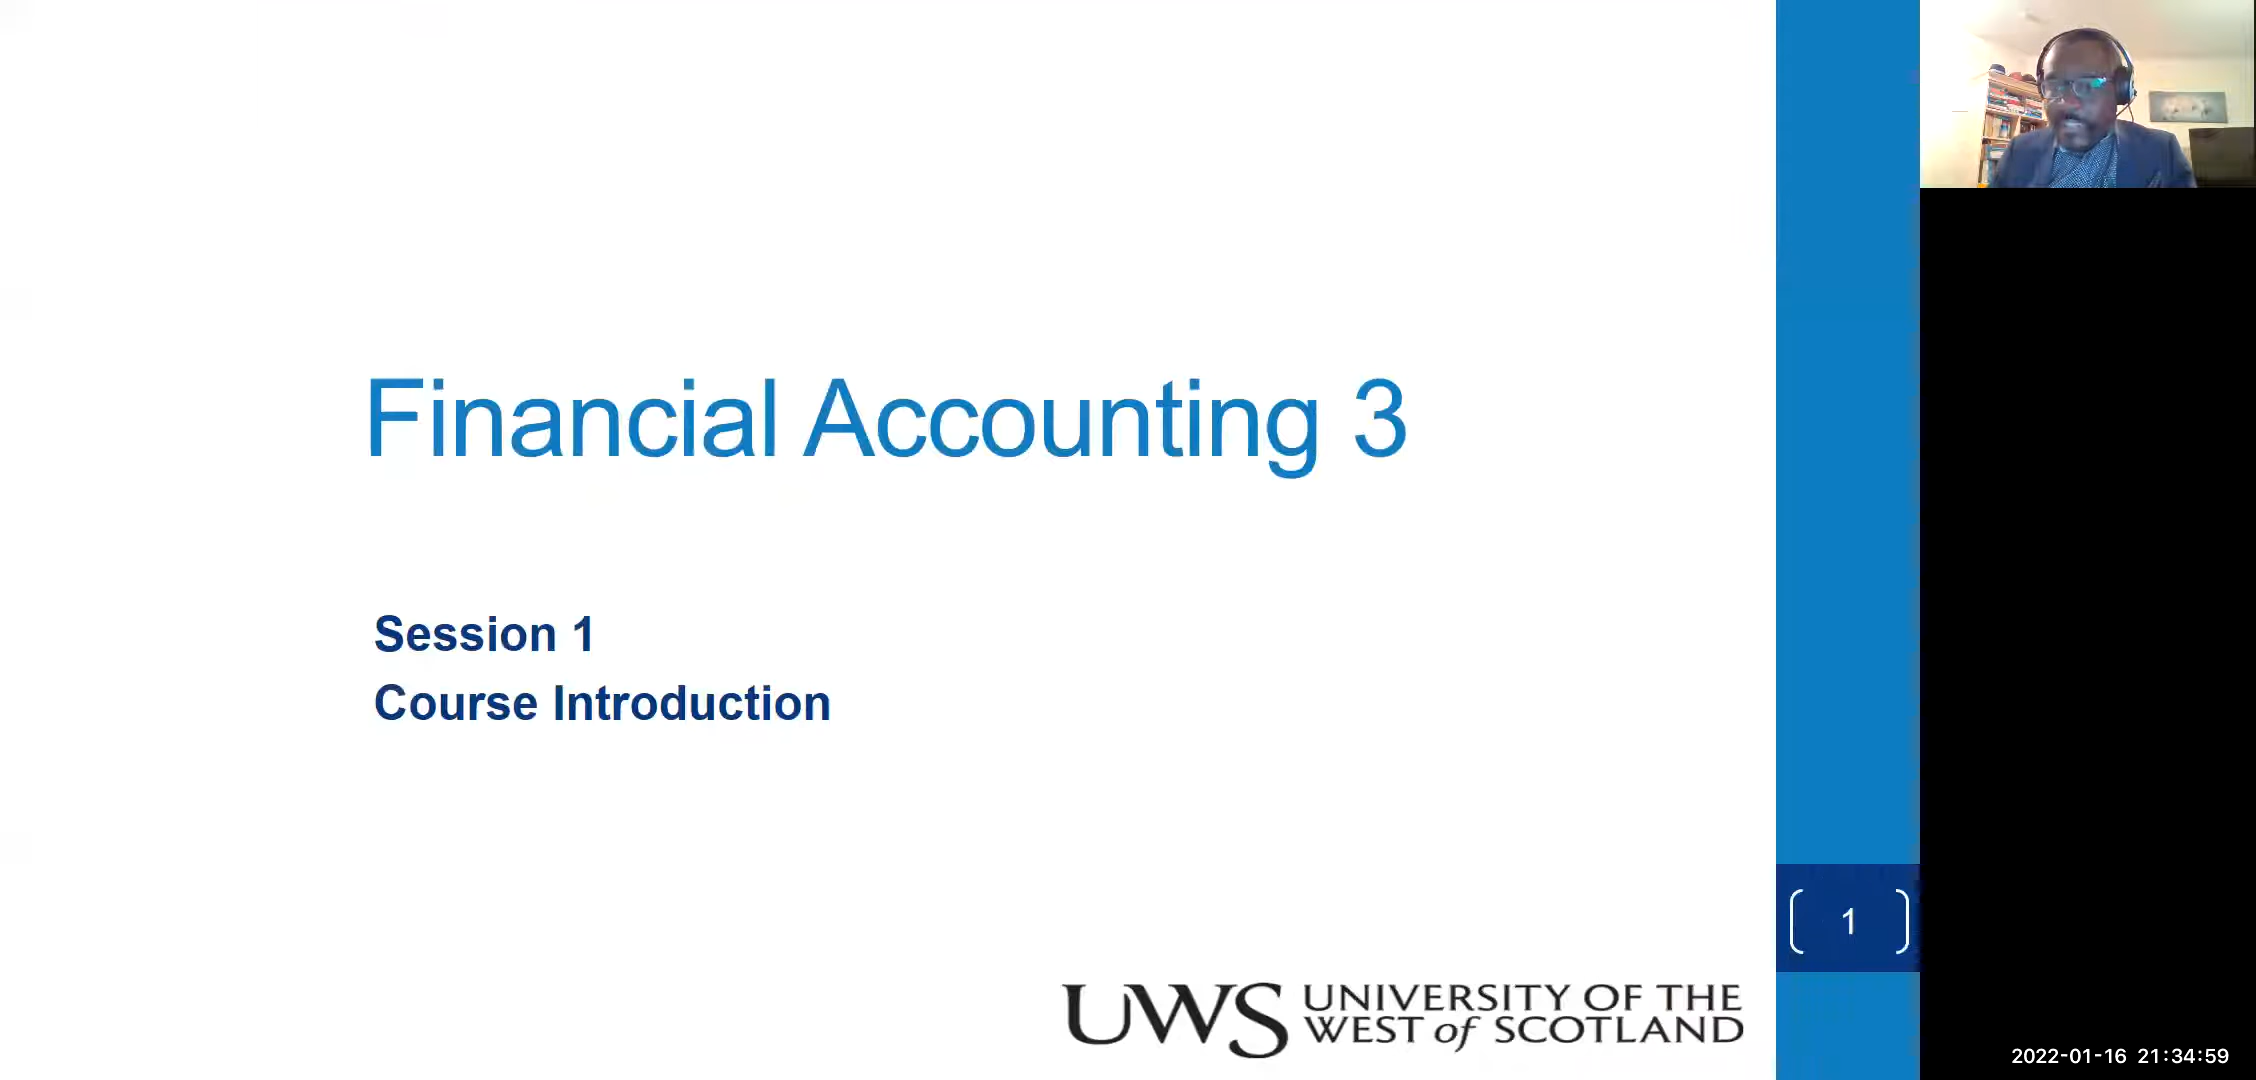 Financial Accounting 3
Session 1
Course Introduction
1
UWS UNIVERSITY OF THE
WEST of SCOTLAND
2022-01-16 21:34:59